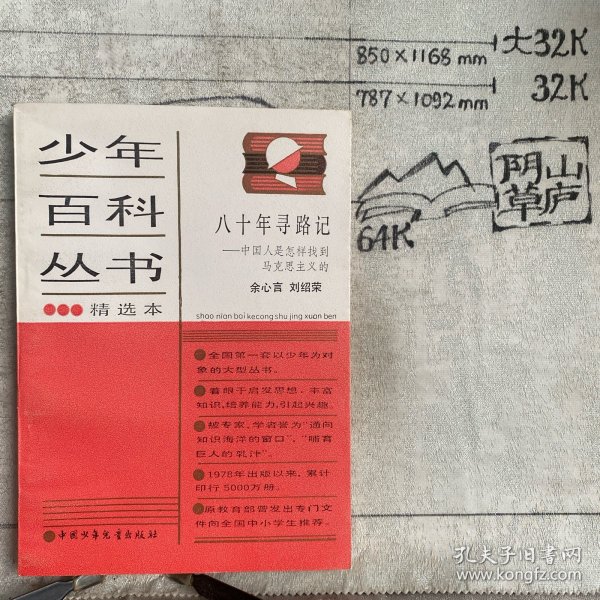 850×1168 mm 大32K
787×1092 mm 32K
64K
阴山
草庐
少年
百科
丛书
精选本
八十年寻路记
——中国人是怎样找到
马克思主义的
余心言 刘绍荣
shao nian bai ke cong shu jing xuan ben
全国第一套以少年为对
象的大型丛书。
着眼于启发思想、丰富
知识,培养能力,引起兴趣。
被专家、学者誉为“通向
知识海洋的窗口”、“哺育
巨人的乳汁”。
1978年出版以来,累计
印行5000万册。
原教育部曾发出专门文
件向全国中小学生推荐。
中国少年儿童出版社
孔夫子旧书网
www.kongfz.com